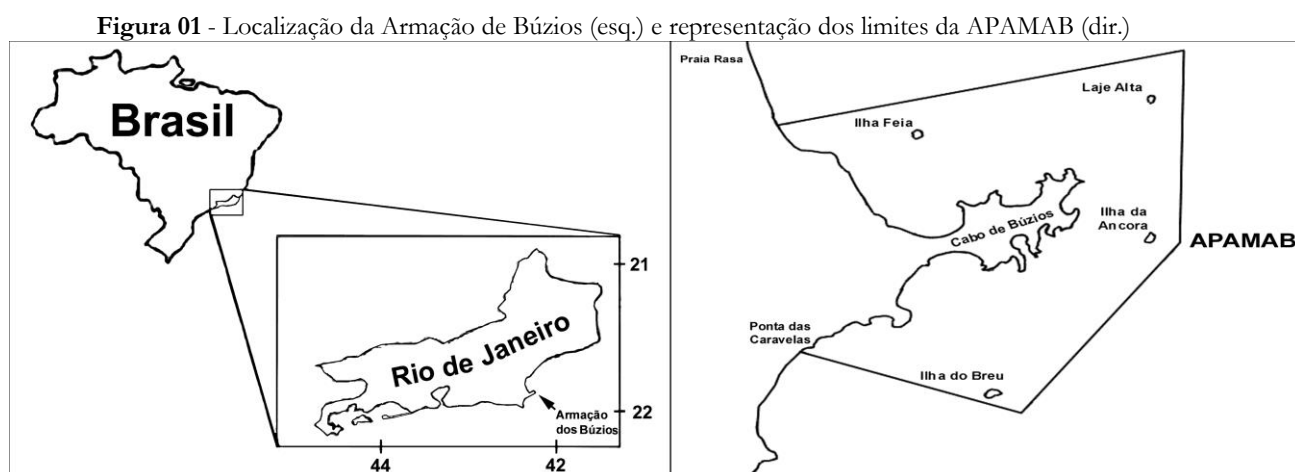 Figura 01 - Localização da Armação de Búzios (esq.) e representação dos limites da APAMAB (dir.)
Brasil
Rio de Janeiro
21
22
Armação
dos Búzios
44
42
Praia Rasa
Laje Alta
Ilha Feia
Cabo de Búzios
Ilha da
Ancora
APAMAB
Ponta das
Caravelas
Ilha do Breu